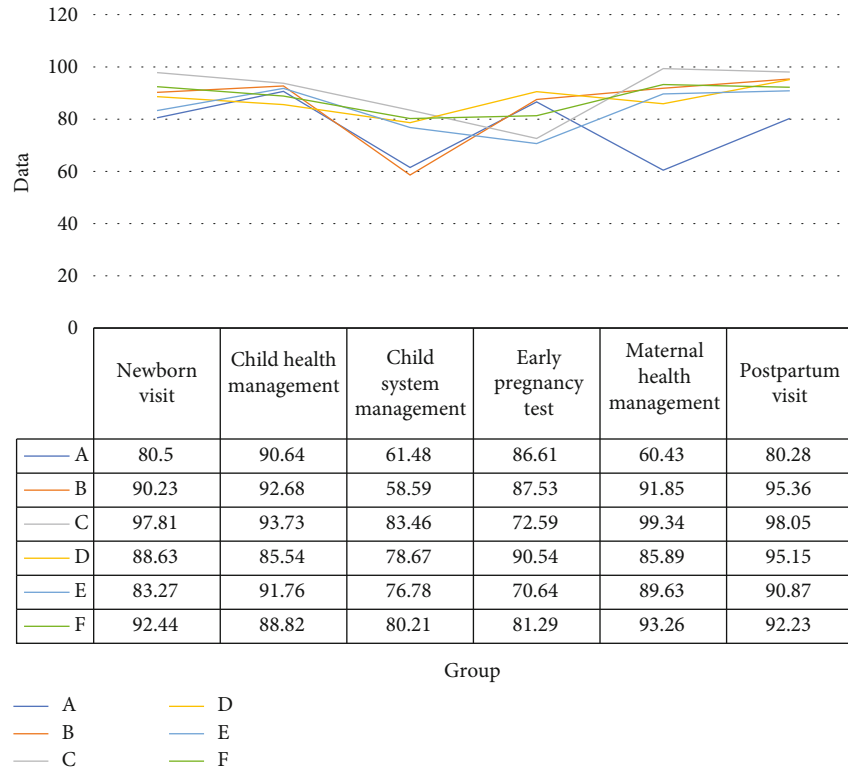 120
100
80
60
40
20
0
Data
Newborn visit
Child health management
Child system management
Early pregnancy test
Maternal health management
Postpartum visit
A 80.5 90.64 61.48 86.61 60.43 80.28
B 90.23 92.68 58.59 87.53 91.85 95.36
C 97.81 93.73 83.46 72.59 99.34 98.05
D 88.63 85.54 78.67 90.54 85.89 95.15
E 83.27 91.76 76.78 70.64 89.63 90.87
F 92.44 88.82 80.21 81.29 93.26 92.23
Group
A
B
C
D
E
F